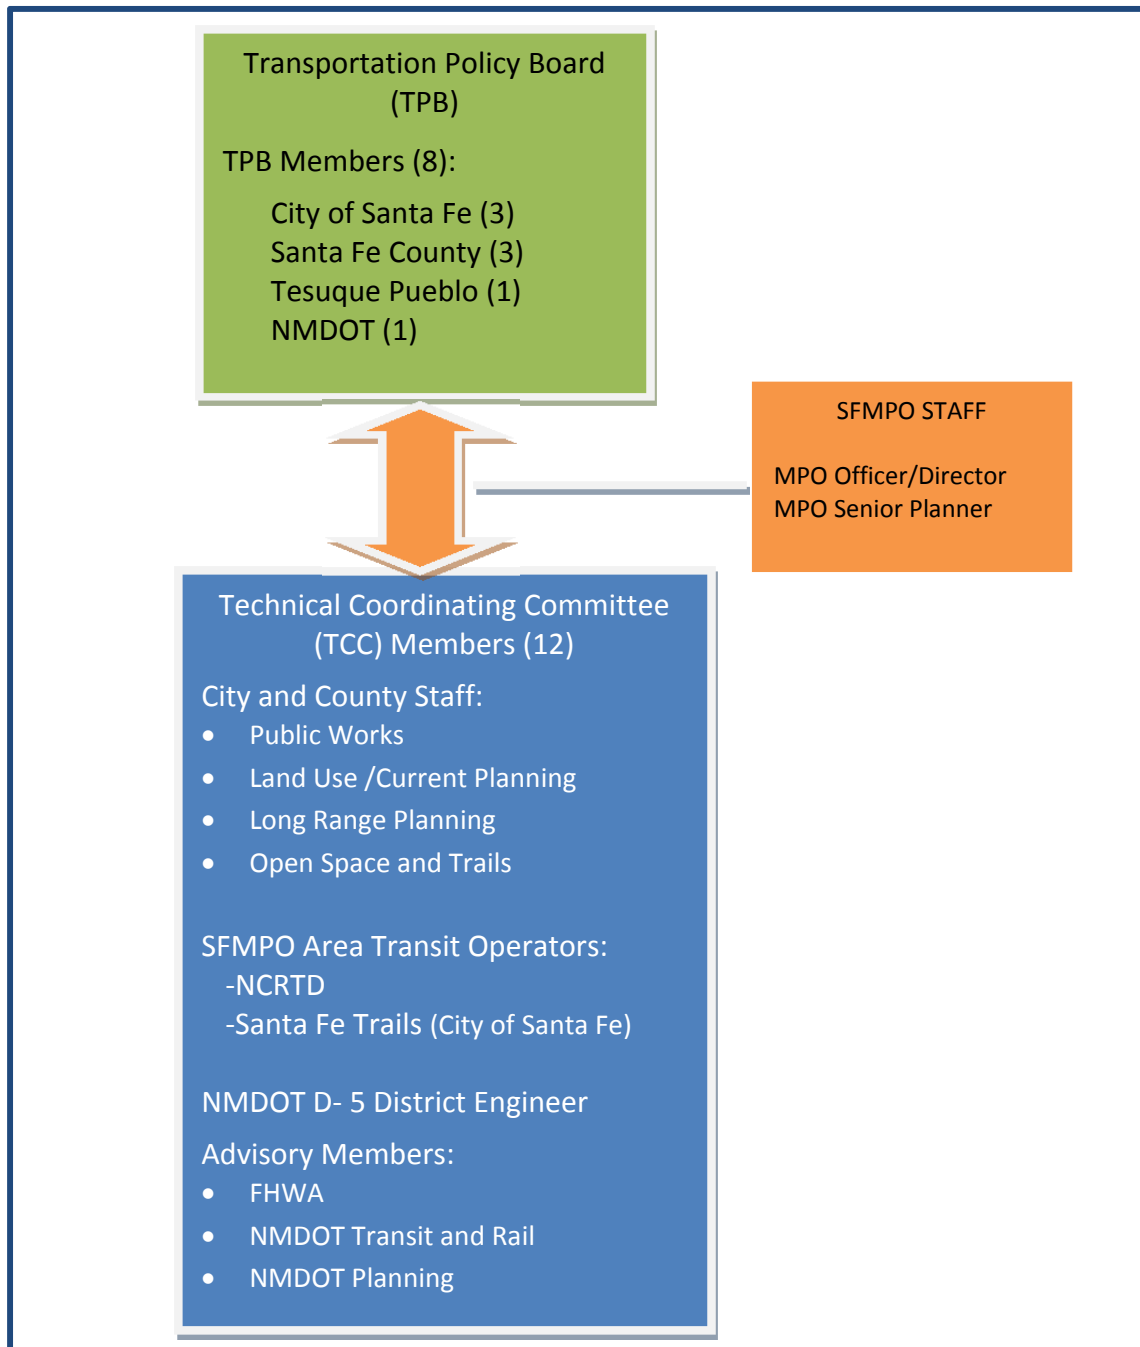 Transportation Policy Board
(TPB)
TPB Members (8):
City of Santa Fe (3)
Santa Fe County (3)
Tesuque Pueblo (1)
NMDOT (1)
SFMPO STAFF
MPO Officer/Director
MPO Senior Planner
Technical Coordinating Committee
(TCC) Members (12)
City and County Staff:
• Public Works
• Land Use /Current Planning
• Long Range Planning
• Open Space and Trails
SFMPO Area Transit Operators:
-NCRTD
-Santa Fe Trails (City of Santa Fe)
NMDOT D- 5 District Engineer
Advisory Members:
• FHWA
• NMDOT Transit and Rail
• NMDOT Planning